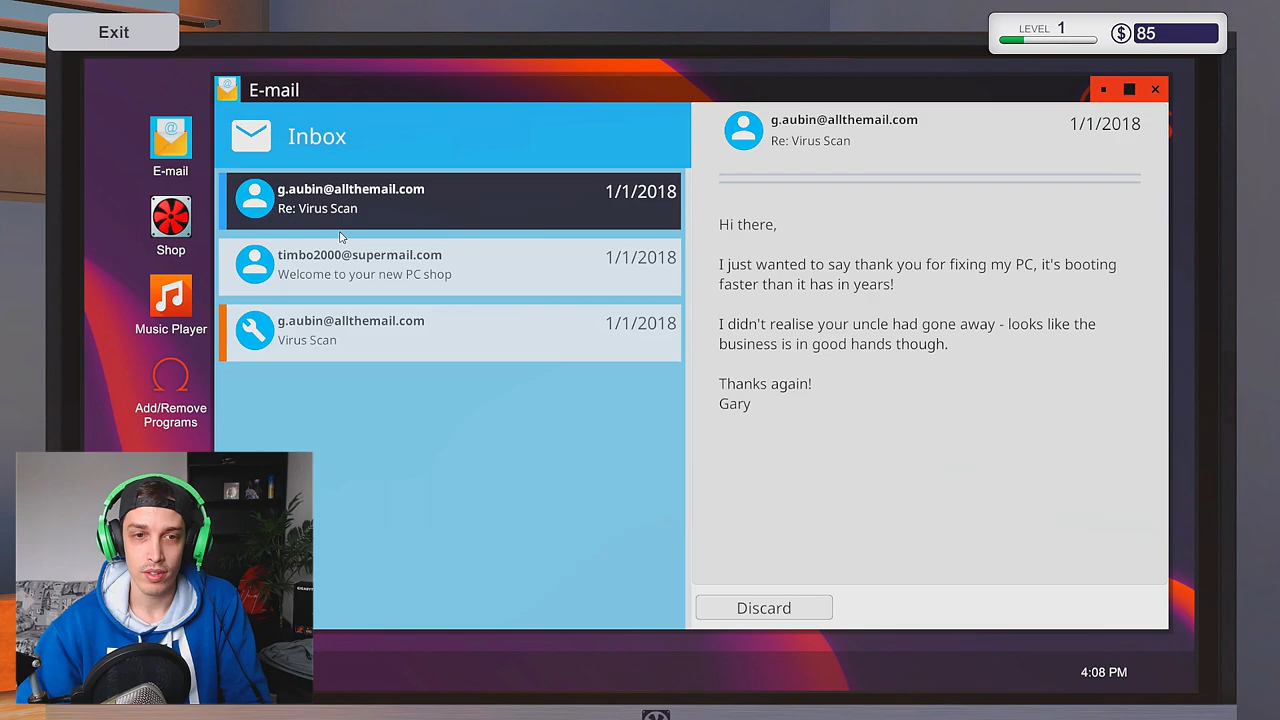 Exit
LEVEL 1
$ 85
E-mail
Inbox
g.aubin@allthemail.com 1/1/2018
Re: Virus Scan
timbo2000@supermail.com 1/1/2018
Welcome to your new PC shop
g.aubin@allthemail.com 1/1/2018
Virus Scan
E-mail
Shop
Music Player
Add/Remove
Programs
g.aubin@allthemail.com 1/1/2018
Re: Virus Scan
Hi there,
I just wanted to say thank you for fixing my PC, it's booting
faster than it has in years!
I didn't realise your uncle had gone away - looks like the
business is in good hands though.
Thanks again!
Gary
Discard
4:08 PM